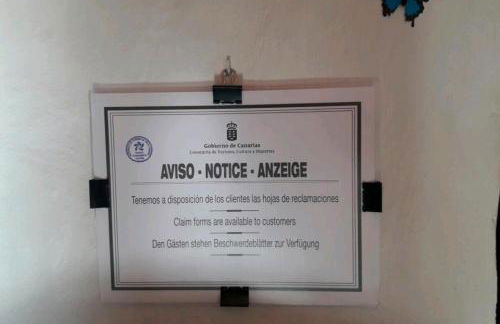 Gobierno de Canarias
Consejería de Turismo, Cultura y Deportes
AVISO - NOTICE - ANZEIGE
Tenemos a disposición de los clientes las hojas de reclamaciones
Claim forms are available to customers
Den Gästen stehen Beschwerdeblätter zur Verfügung